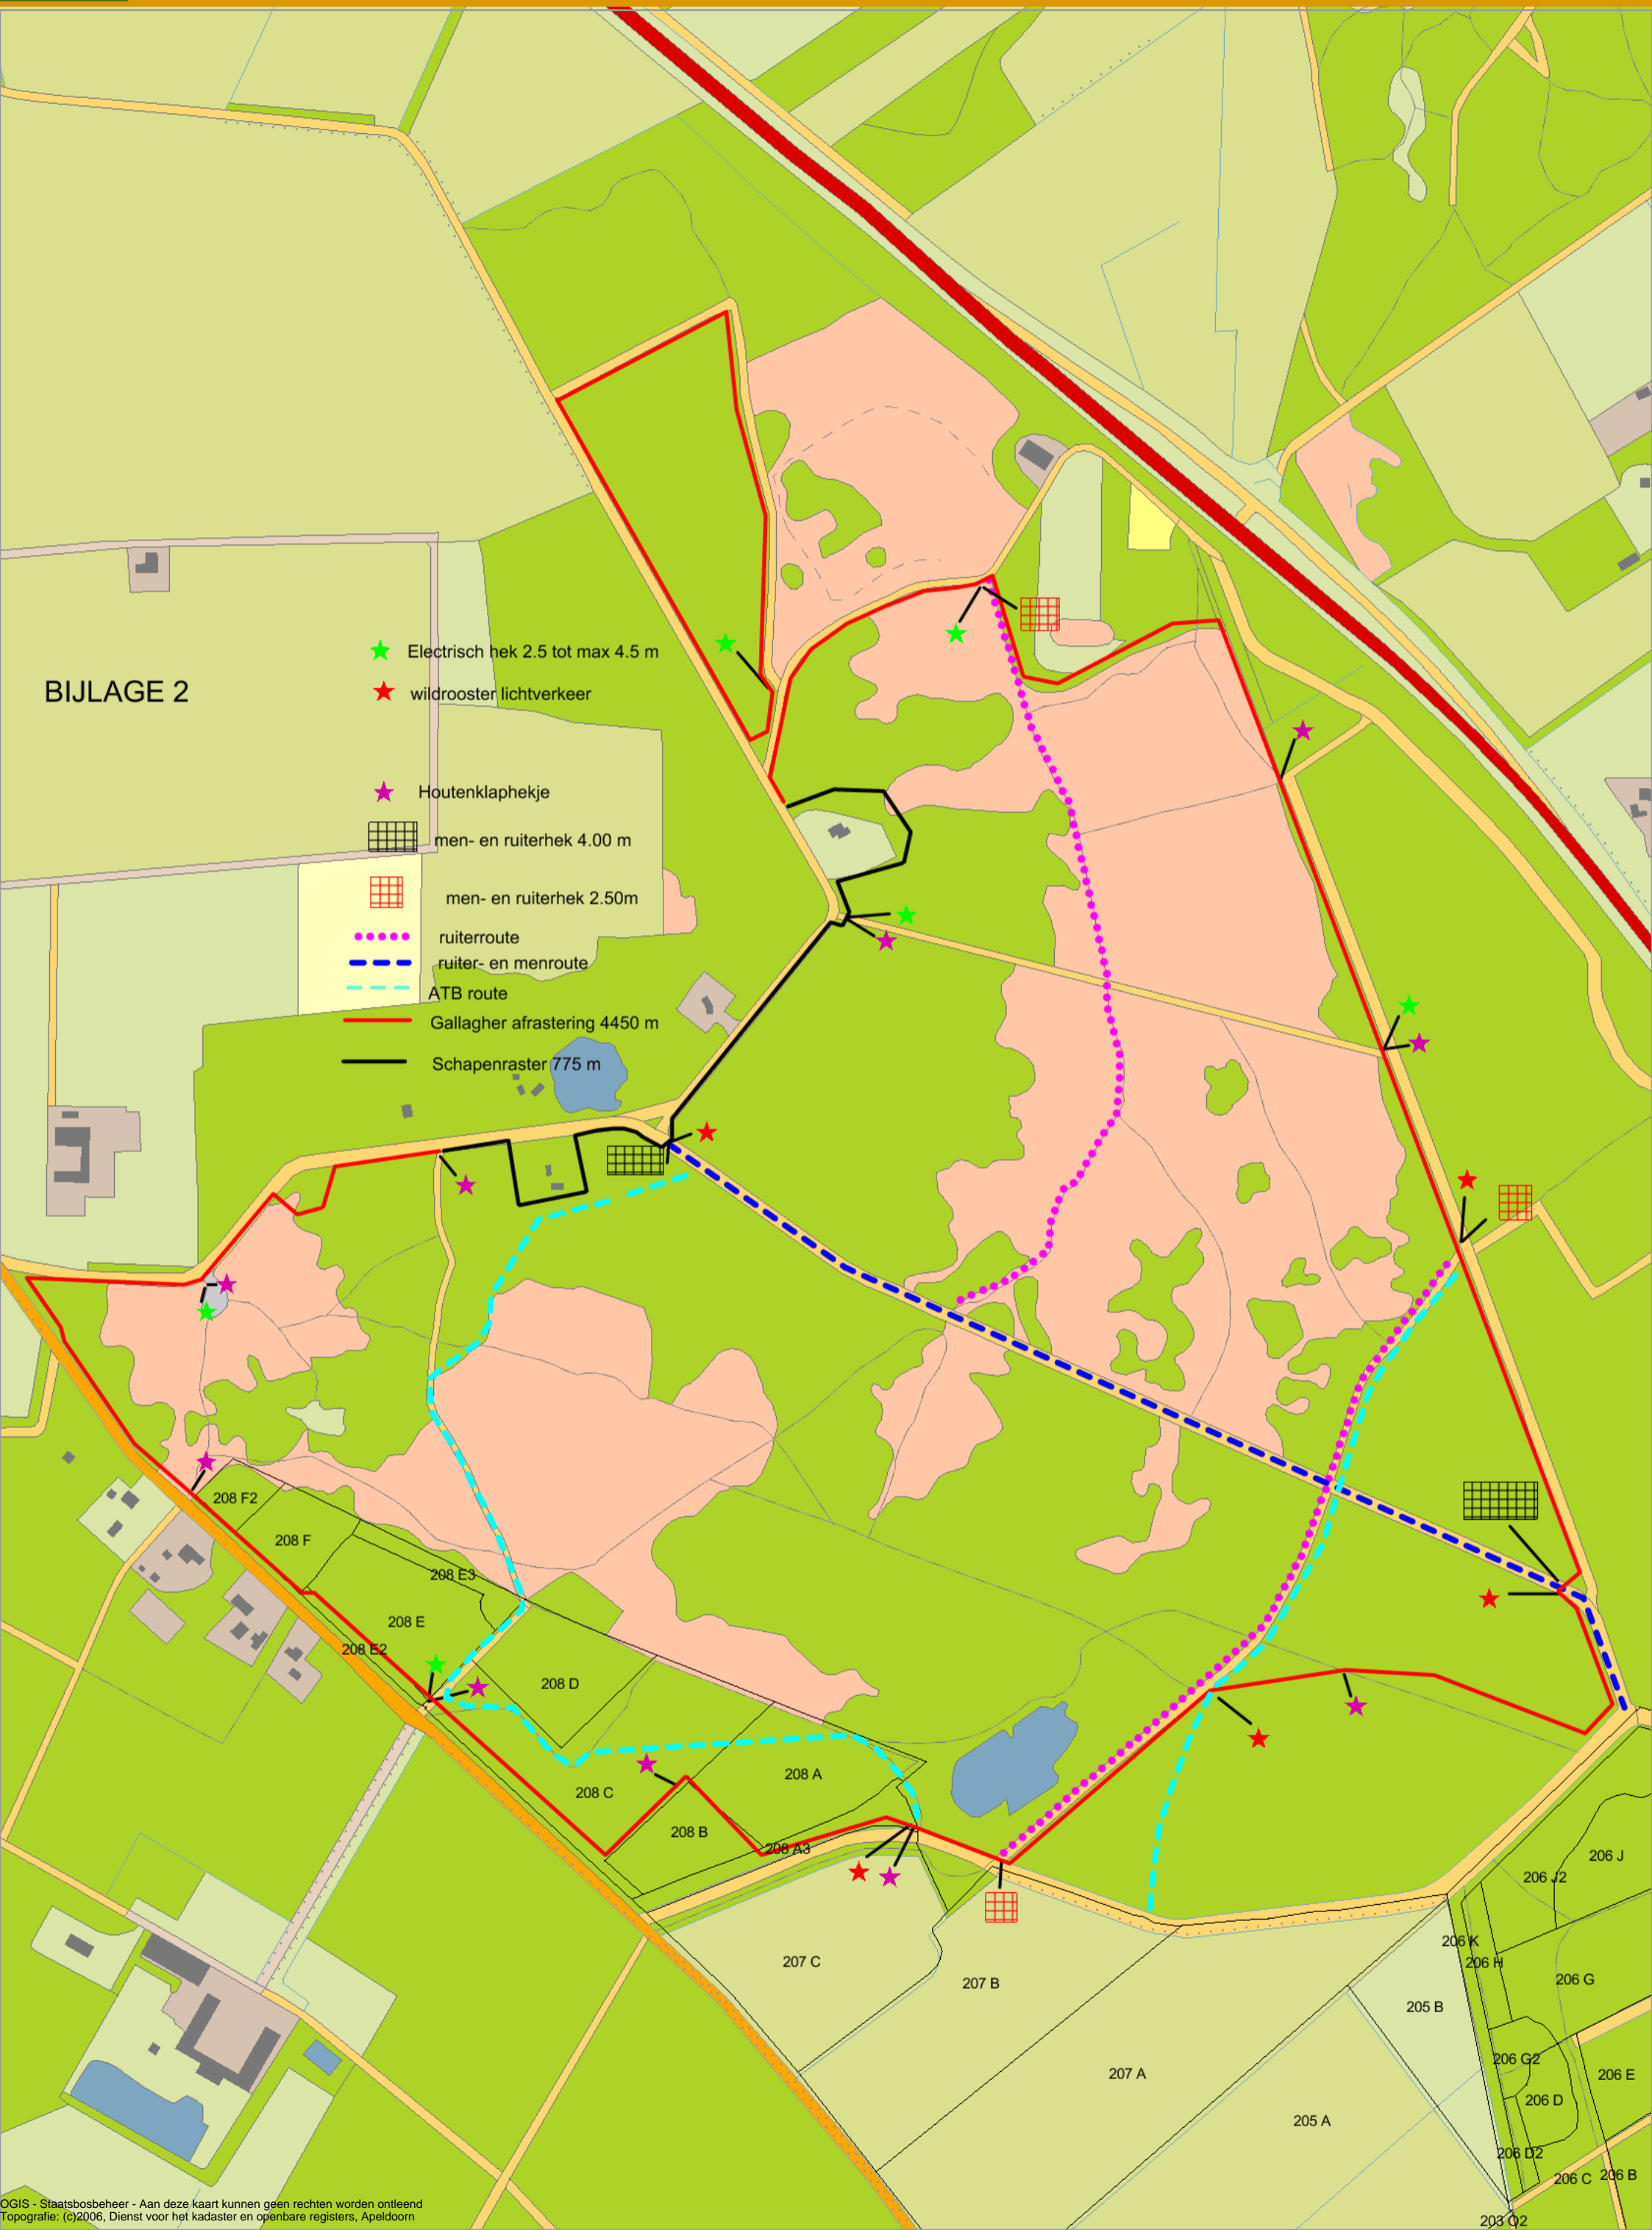 Electrisch hek 2.5 tot max 4.5 m
BIJLAGE 2
wildrooster lichtverkeer
Houtenklaphekje
men- en ruiterhek 4.00 m
men- en ruiterhek 2.50m
ruiterroute
ruiter- en menroute
ATB route
Gallagher afrastering 4450 m
Schapenraster 775 m
208 F2
208 F
208 E3
208 E
208 E2
208 D
208 A
208 C
208 B
208 A3
206 J
206 J2
206 K
207 C
206 H
206 G
207 B
205 B
206 G2
207 A
206 E
206 D
205 A
206 D2
206 C
206 B
OGIS - Staatsbosbeheer - Aan deze kaart kunnen geen rechten worden ontleend
Topografie: (c)2006, Dienst voor het kadaster en openbare registers, Apeldoorn
203 O2